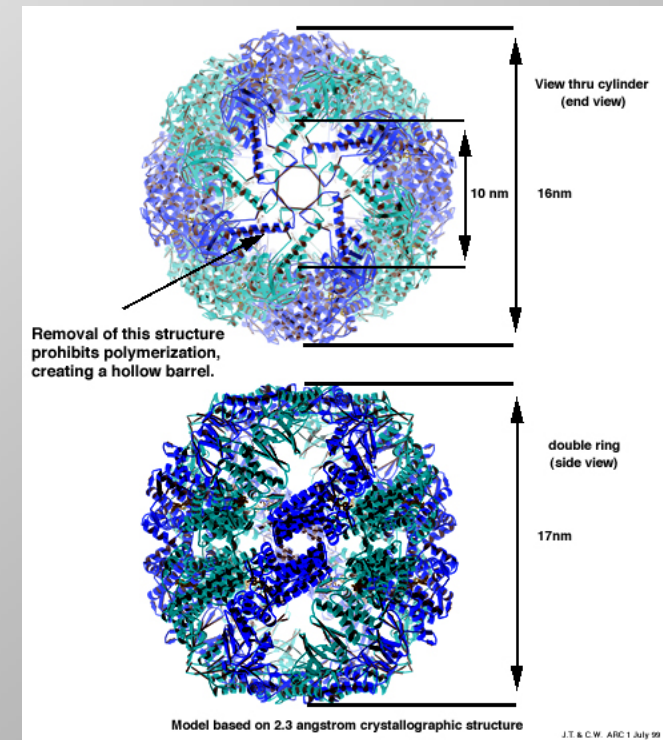 View thru cylinder
(end view)
10 nm
16nm
Removal of this structure
prohibits polymerization,
creating a hollow barrel.
double ring
(side view)
17nm
Model based on 2.3 angstrom crystallographic structure
J.T. & C.W. ARC 1 July 99